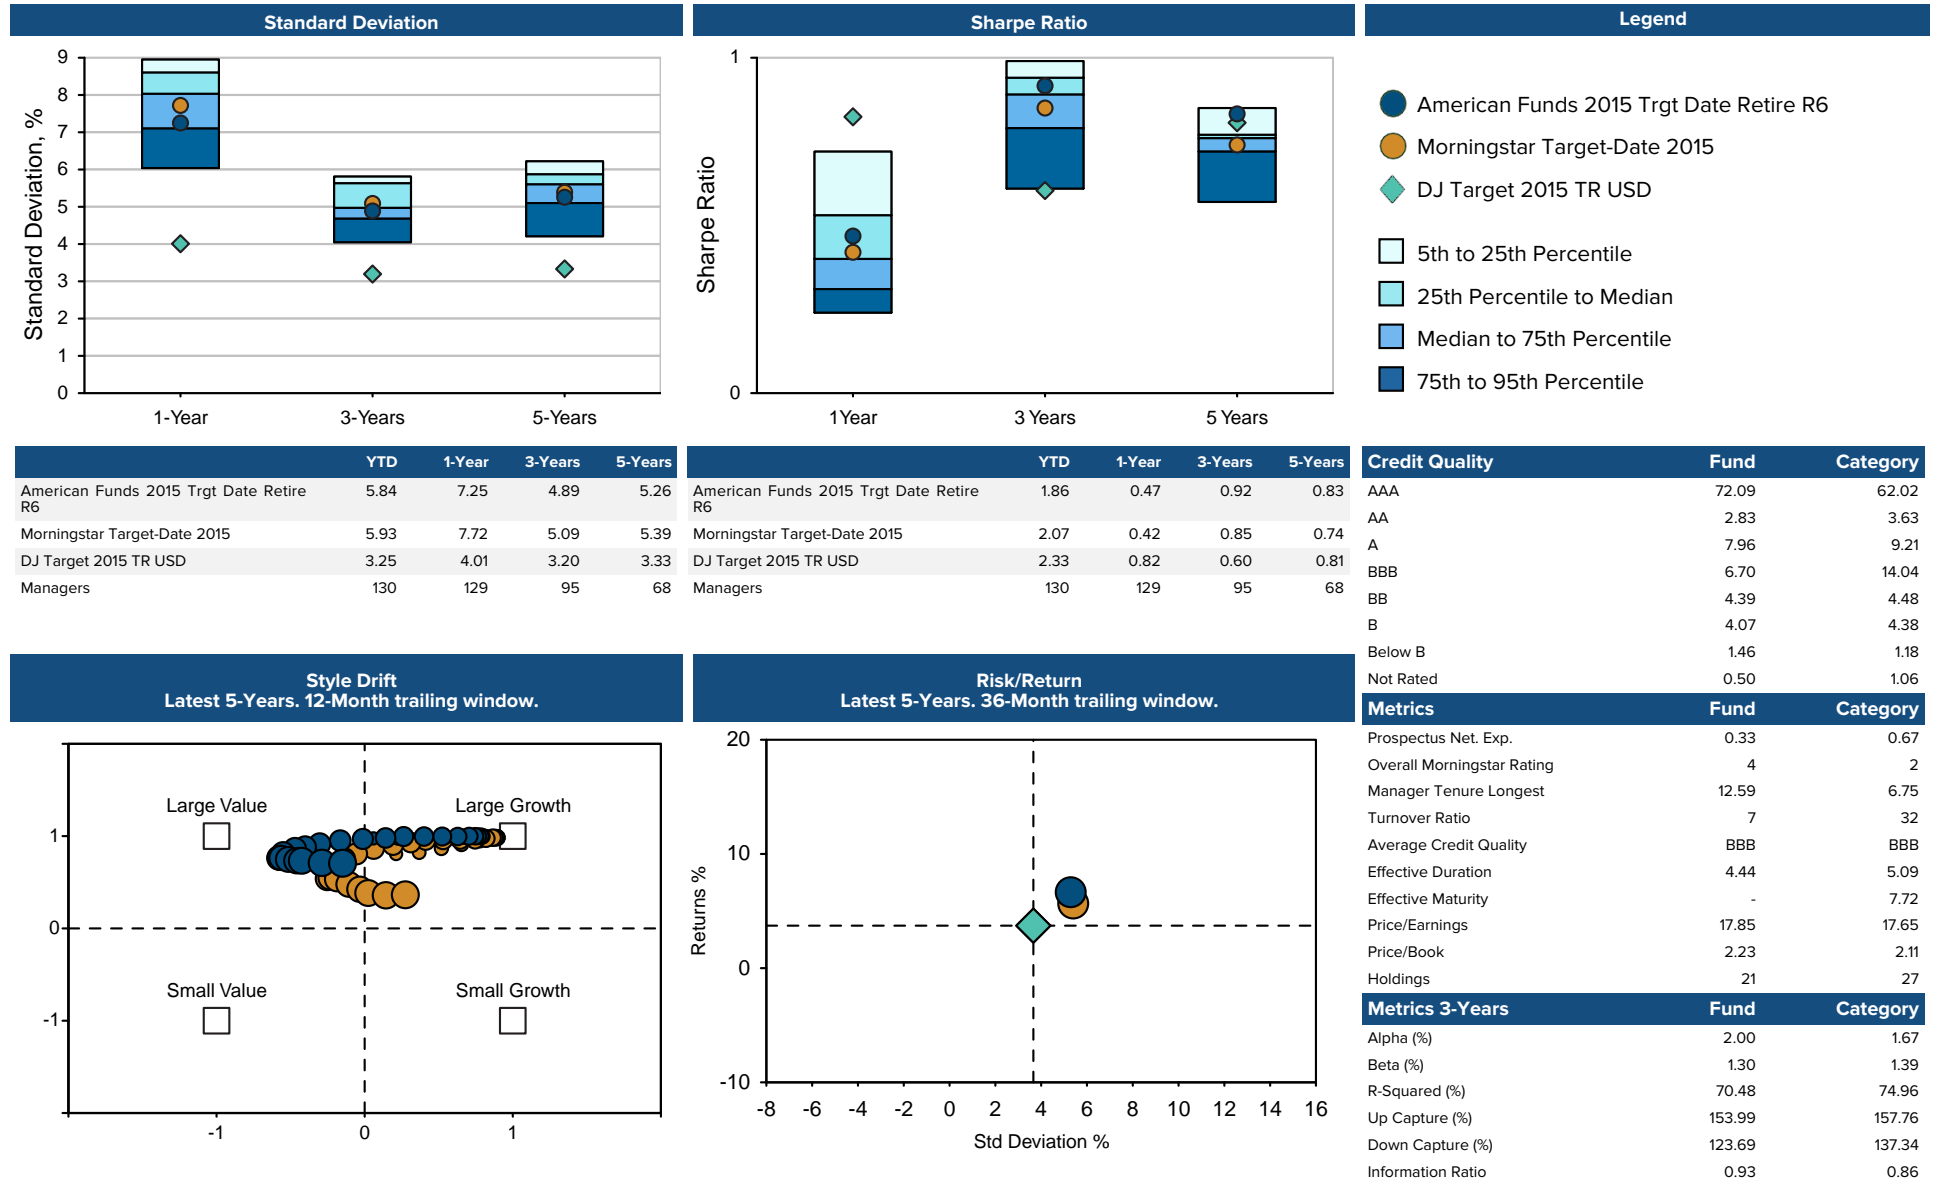 Standard Deviation
9
8
7
6
5
4
3
2
1
0
Standard Deviation, %
1-Year 3-Years 5-Years
Sharpe Ratio
1
0
Sharpe Ratio
1Year 3 Years 5 Years
Legend
American Funds 2015 Trgt Date Retire R6
Morningstar Target-Date 2015
DJ Target 2015 TR USD
5th to 25th Percentile
25th Percentile to Median
Median to 75th Percentile
75th to 95th Percentile
YTD 1-Year 3-Years 5-Years
American Funds 2015 Trgt Date Retire R6 5.84 7.25 4.89 5.26
Morningstar Target-Date 2015 5.93 7.72 5.09 5.39
DJ Target 2015 TR USD 3.25 4.01 3.20 3.33
Managers 130 129 95 68
YTD 1-Year 3-Years 5-Years
American Funds 2015 Trgt Date Retire R6 1.86 0.47 0.92 0.83
Morningstar Target-Date 2015 2.07 0.42 0.85 0.74
DJ Target 2015 TR USD 2.33 0.82 0.60 0.81
Managers 130 129 95 68
Credit Quality Fund Category
AAA 72.09 62.02
AA 2.83 3.63
A 7.96 9.21
BBB 6.70 14.04
BB 4.39 4.48
B 4.07 4.38
Below B 1.46 1.18
Not Rated 0.50 1.06
Metrics Fund Category
Prospectus Net. Exp. 0.33 0.67
Overall Morningstar Rating 4 2
Manager Tenure Longest 12.59 6.75
Turnover Ratio 7 32
Average Credit Quality BBB BBB
Effective Duration 4.44 5.09
Effective Maturity - 7.72
Price/Earnings 17.85 17.65
Price/Book 2.23 2.11
Holdings 21 27
Metrics 3-Years Fund Category
Alpha (%) 2.00 1.67
Beta (%) 1.30 1.39
R-Squared (%) 70.48 74.96
Up Capture (%) 153.99 157.76
Down Capture (%) 123.69 137.34
Information Ratio 0.93 0.86
Style Drift
Latest 5-Years. 12-Month trailing window.
Large Value Large Growth
1
0
Small Value Small Growth
-1
-1 0 1
Risk/Return
Latest 5-Years. 36-Month trailing window.
20
10
0
-10
Returns %
-8 -6 -4 -2 0 2 4 6 8 10 12 14 16
Std Deviation %